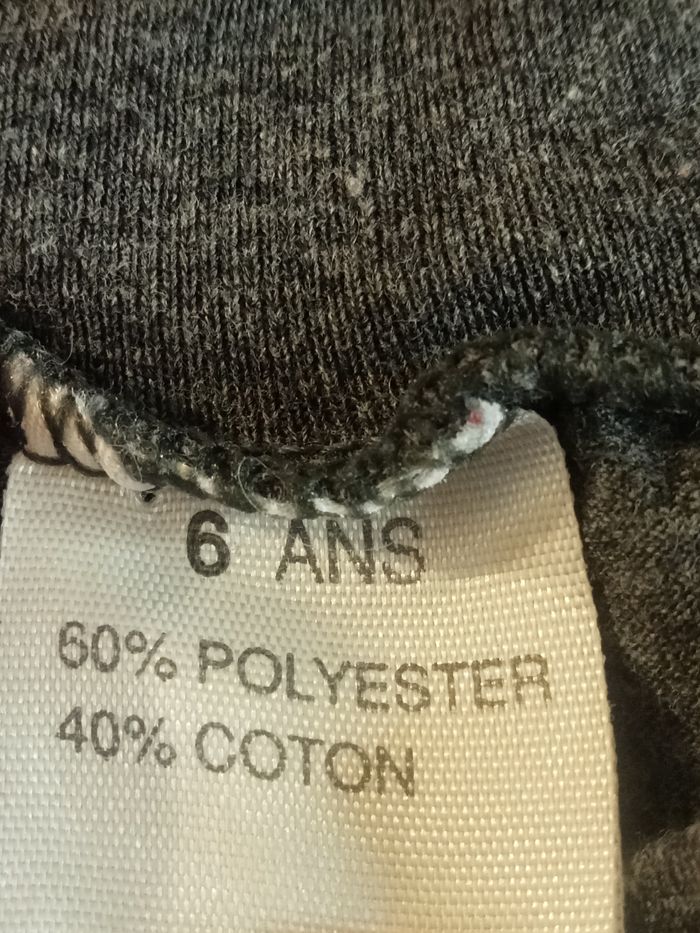 6 ANS
60% POLYESTER
40% COTON